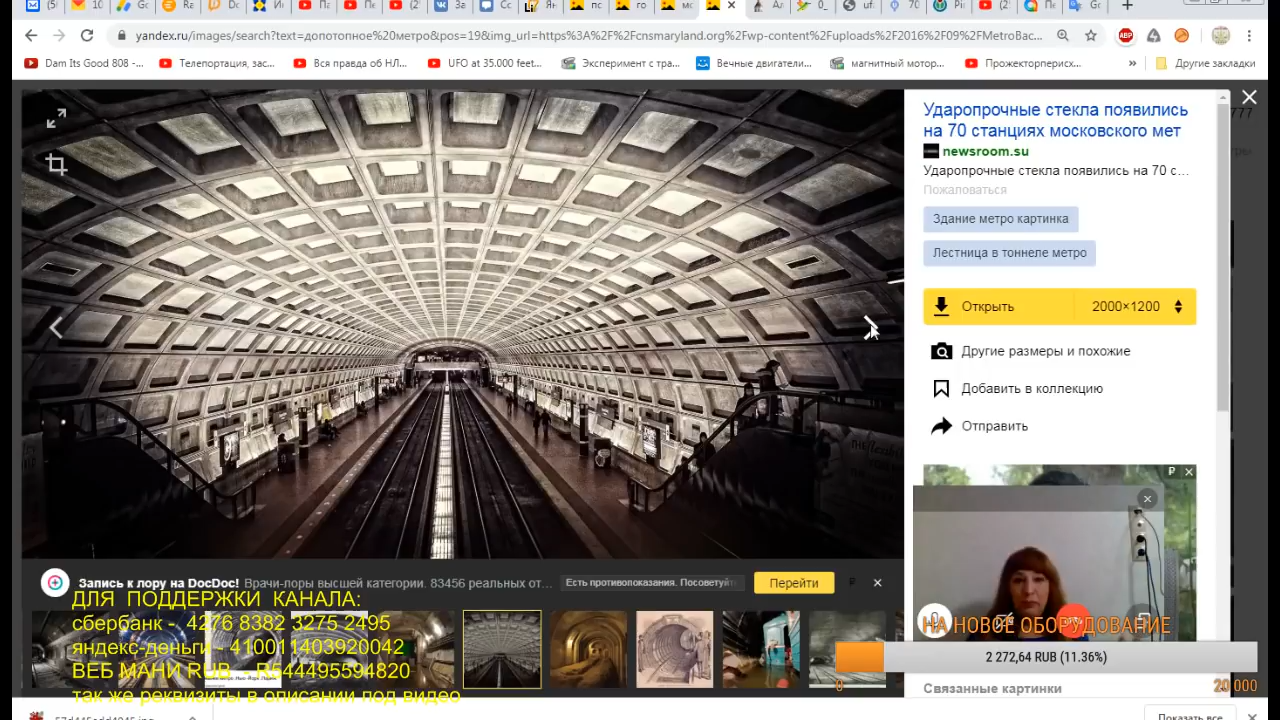 yandex.ru/images/search?text=допотопное%20метро&pos=19&img_url=https%3A%2F%2Fcnsmaryland.org%2Fwp-content%2Fuploads%2F2016%2F09%2FMetroBac...
Dam Its Good 808 -...
Телепортация, зас...
Вся правда об НЛ...
UFO at 35.000 feet...
Эксперимент с тра...
Вечные двигатели...
магнитный мотор...
Прожекторперисх...
»
Другие закладки
Ударопрочные стекла появились
на 70 станциях московского мет
newsroom.su
Ударопрочные стекла появились на 70 с...
Пожаловаться
Здание метро картинка
Лестница в тоннеле метро
Открыть 2000×1200
Другие размеры и похожие
Добавить в коллекцию
Отправить
Запись к лору на DocDoc! Врачи-лоры высшей категории. 83456 реальных от...
Есть противопоказания. Посоветуйт
Перейти
ДЛЯ ПОДДЕРЖКИ КАНАЛА:
сбербанк - 4276 8382 3275 2495
яндекс-деньги - 410011403920042
ВЕБ МАНИ RUB - R544495594820
так же реквизиты в описании под видео
НА НОВОЕ ОБОРУДОВАНИЕ
2 272,64 RUB (11.36%)
0
20 000
Связанные картинки
Показать все